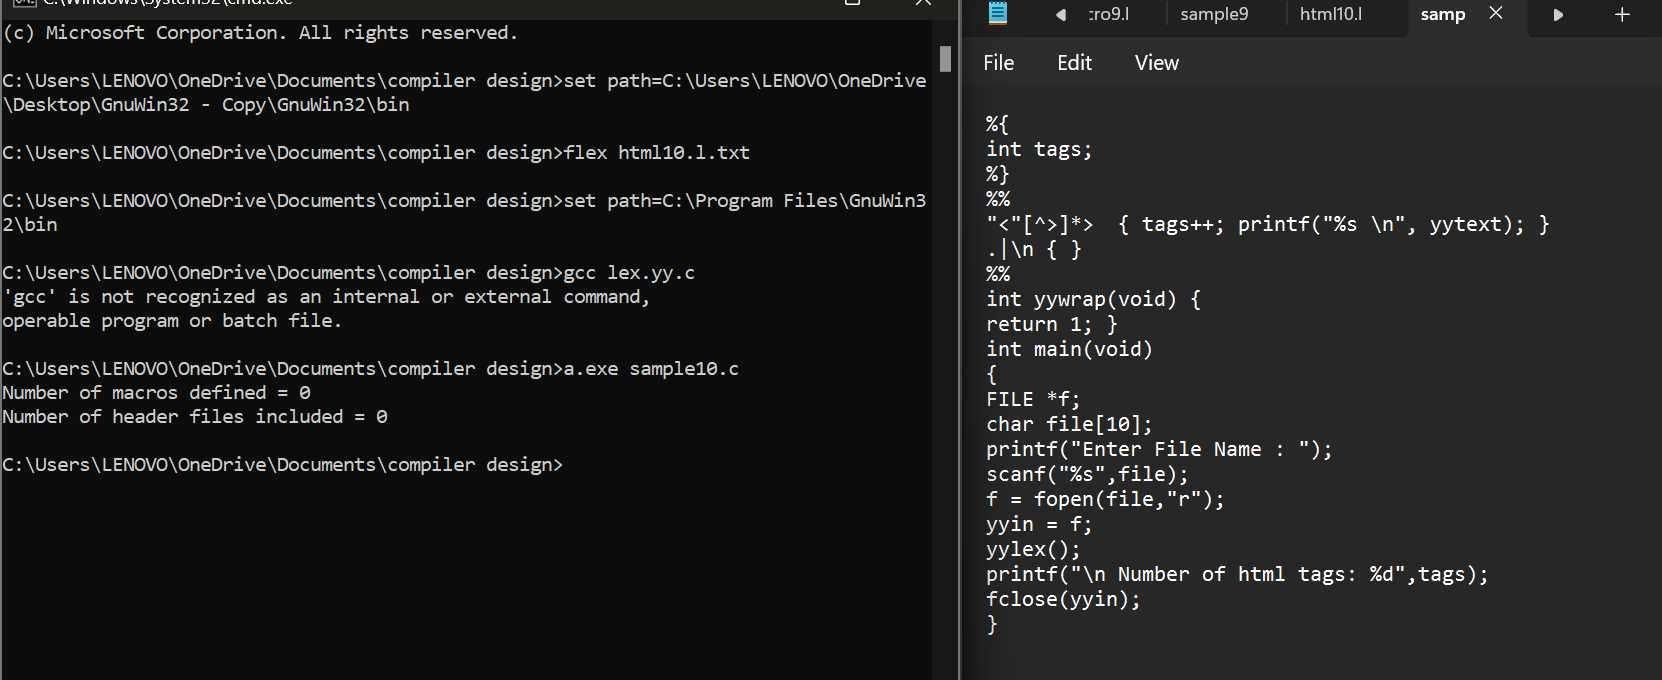 C:\Windows\System32\cmd.exe
(c) Microsoft Corporation. All rights reserved.
C:\Users\LENOVO\OneDrive\Documents\compiler design>set path=C:\Users\LENOVO\OneDrive
\Desktop\GnuWin32 - Copy\GnuWin32\bin
C:\Users\LENOVO\OneDrive\Documents\compiler design>flex html10.l.txt
C:\Users\LENOVO\OneDrive\Documents\compiler design>set path=C:\Program Files\GnuWin3
2\bin
C:\Users\LENOVO\OneDrive\Documents\compiler design>gcc lex.yy.c
'gcc' is not recognized as an internal or external command,
operable program or batch file.
C:\Users\LENOVO\OneDrive\Documents\compiler design>a.exe sample10.c
Number of macros defined = 0
Number of header files included = 0
C:\Users\LENOVO\OneDrive\Documents\compiler design>
cro9.l sample9 html10.l samp
File Edit View
%{
int tags;
%}
%%
"<"[^>]*> { tags++; printf("%s \n", yytext); }
.|\n { }
%%
int yywrap(void) {
return 1; }
int main(void)
{
FILE *f;
char file[10];
printf("Enter File Name : ");
scanf("%s",file);
f = fopen(file,"r");
yyin = f;
yylex();
printf("\n Number of html tags: %d",tags);
fclose(yyin);
}